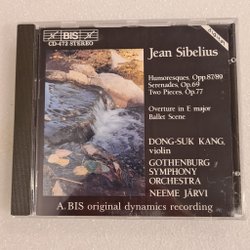 BIS
CD-472 STEREO
Jean Sibelius
Humoresques, Opp.87/89
Serenades, Op.69
Two Pieces, Op.77
Overture in E major
Ballet Scene
DONG-SUK KANG,
violin
GOTHENBURG
SYMPHONY
ORCHESTRA
NEEME JÄRVI
A BIS original dynamics recording